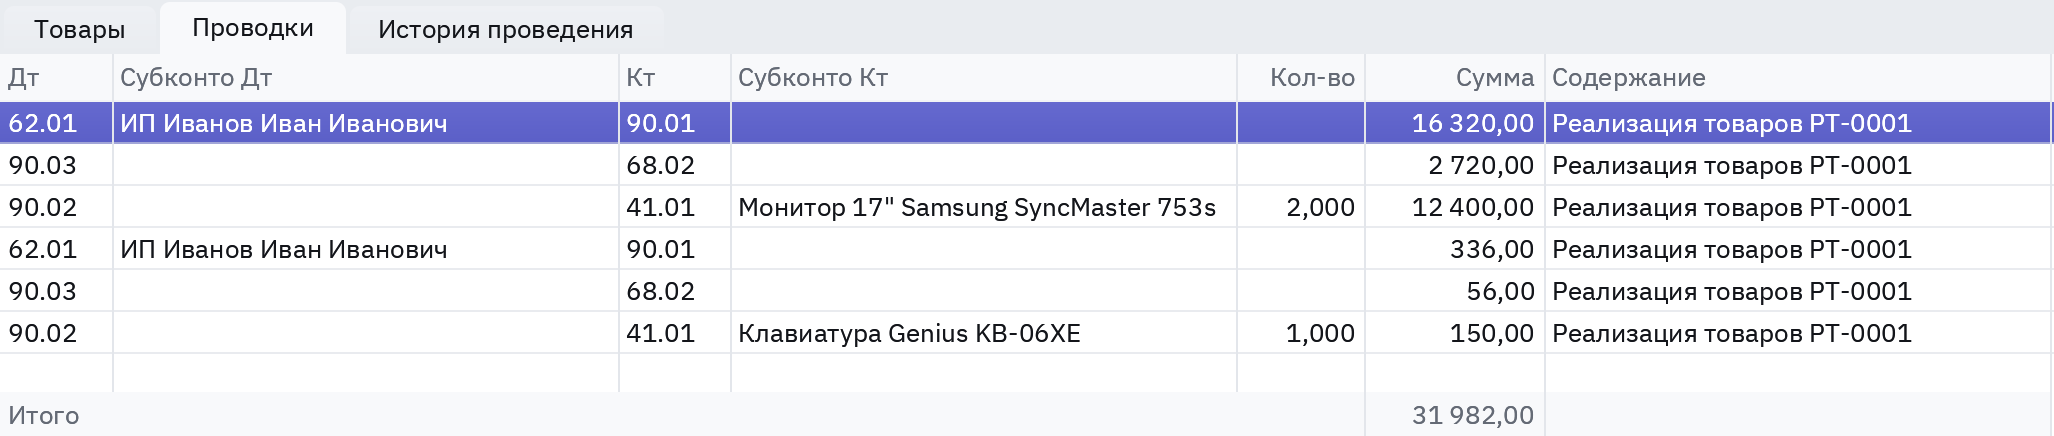 Товары Проводки История проведения
Дт Субконто Дт Кт Субконто Кт Кол-во Сумма Содержание
62.01 ИП Иванов Иван Иванович 90.01 16 320,00 Реализация товаров РТ-0001
90.03 68.02 2 720,00 Реализация товаров РТ-0001
90.02 41.01 Монитор 17" Samsung SyncMaster 753s 2,000 12 400,00 Реализация товаров РТ-0001
62.01 ИП Иванов Иван Иванович 90.01 336,00 Реализация товаров РТ-0001
90.03 68.02 56,00 Реализация товаров РТ-0001
90.02 41.01 Клавиатура Genius KB-06XE 1,000 150,00 Реализация товаров РТ-0001
Итого 31 982,00